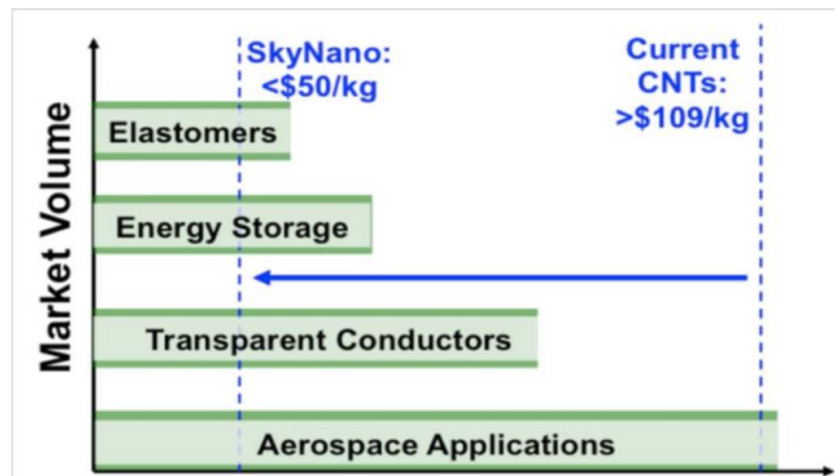 SkyNano:
<$50/kg
Current
CNTs:
>$109/kg
Elastomers
Energy Storage
Transparent Conductors
Aerospace Applications
Market Volume